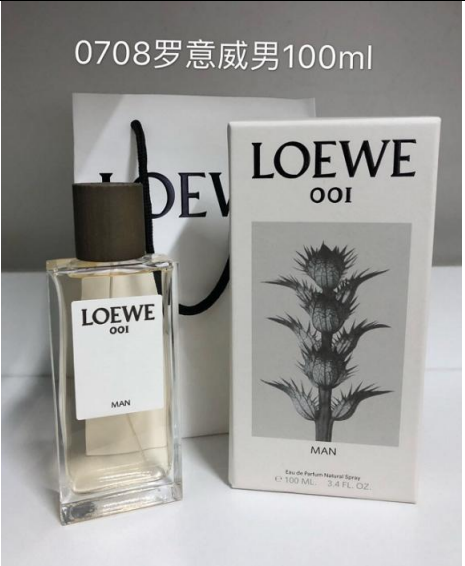 0708罗意威男100ml
LOEWE
001
LOEWE
001
MAN
MAN
Eau de Parfum Natural Spray
℮ 100 ML. 3.4 FL. OZ.